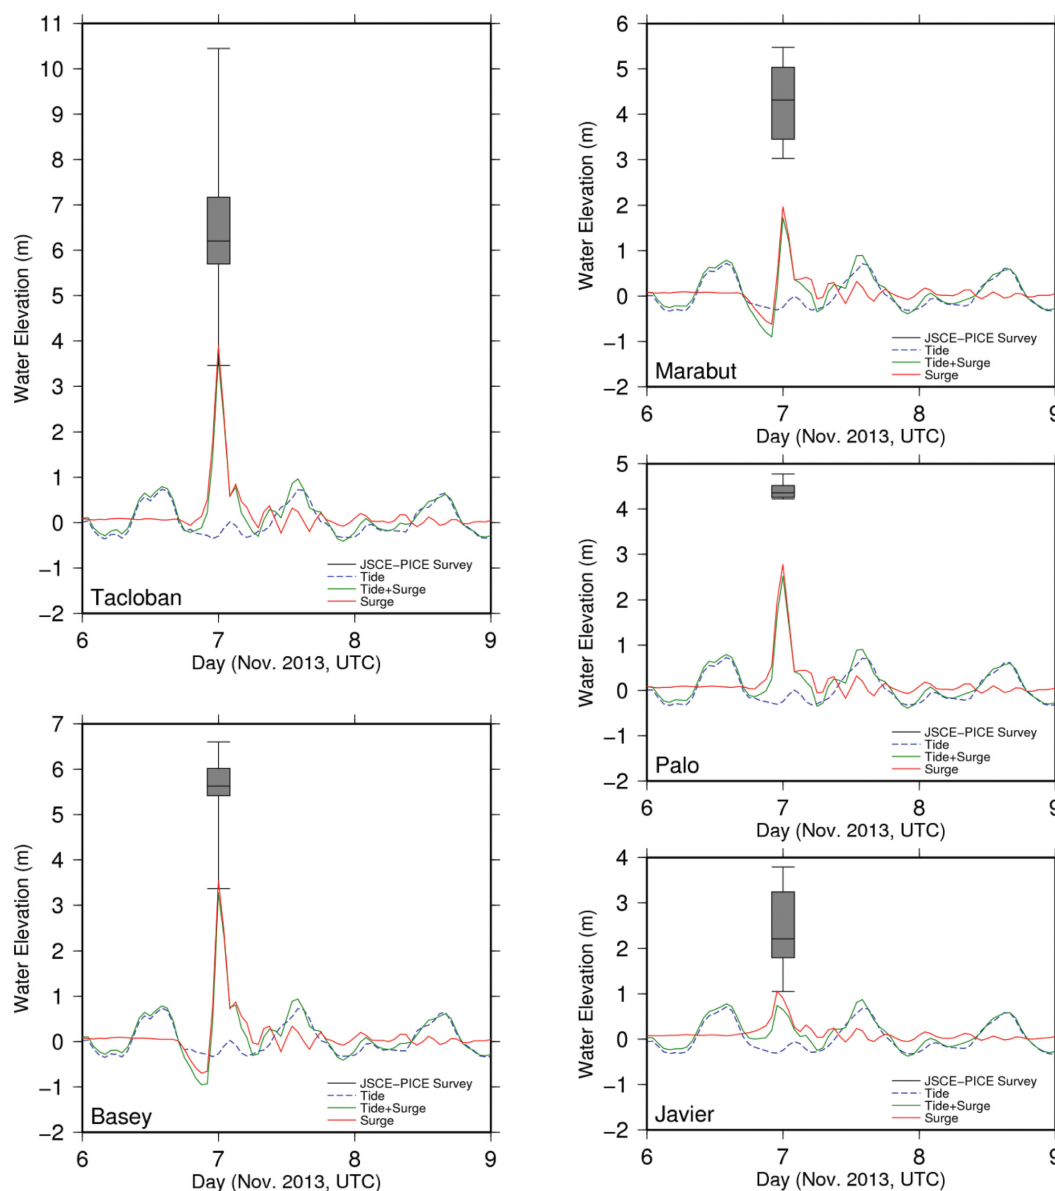 11
10
9
8
7
6
5
4
3
2
1
0
−1
−2
Water Elevation (m)
JSCE−PICE Survey
Tide
Tide+Surge
Surge
Tacloban
6 7 8 9
Day (Nov. 2013, UTC)
7
6
5
4
3
2
1
0
−1
−2
Water Elevation (m)
JSCE−PICE Survey
Tide
Tide+Surge
Surge
Basey
6 7 8 9
Day (Nov. 2013, UTC)
6
5
4
3
2
1
0
−1
−2
Water Elevation (m)
JSCE−PICE Survey
Tide
Tide+Surge
Surge
Marabut
6 7 8 9
Day (Nov. 2013, UTC)
5
4
3
2
1
0
−1
−2
Water Elevation (m)
JSCE−PICE Survey
Tide
Tide+Surge
Surge
Palo
6 7 8 9
Day (Nov. 2013, UTC)
4
3
2
1
0
−1
−2
Water Elevation (m)
JSCE−PICE Survey
Tide
Tide+Surge
Surge
Javier
6 7 8 9
Day (Nov. 2013, UTC)